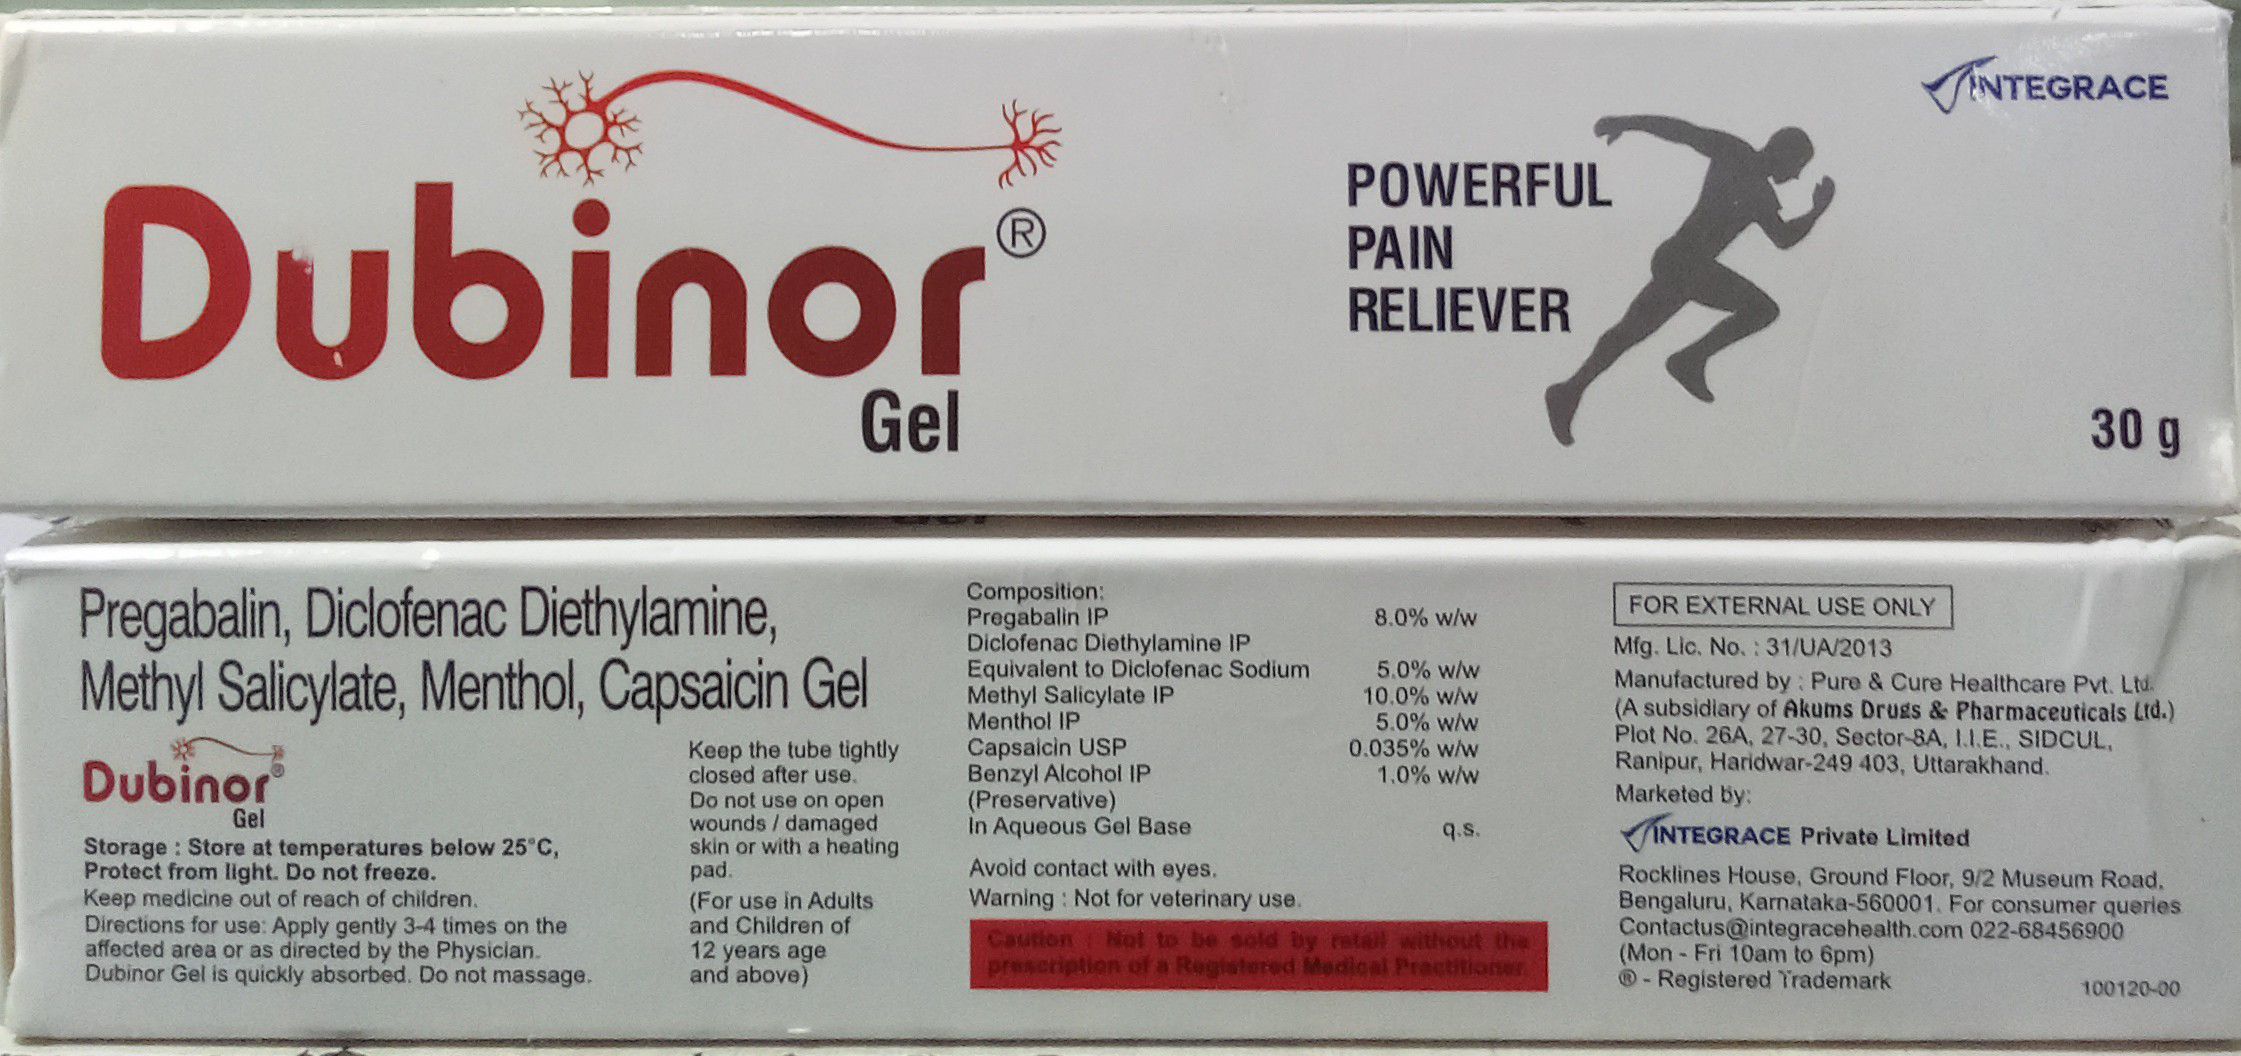 Dubinor®
Gel
POWERFUL
PAIN
RELIEVER
INTEGRACE
30 g
Pregabalin, Diclofenac Diethylamine,
Methyl Salicylate, Menthol, Capsaicin Gel
Dubinor®
Gel
Storage : Store at temperatures below 25°C,
Protect from light. Do not freeze.
Keep medicine out of reach of children.
Directions for use: Apply gently 3-4 times on the
affected area or as directed by the Physician.
Dubinor Gel is quickly absorbed. Do not massage.
Keep the tube tightly
closed after use.
Do not use on open
wounds / damaged
skin or with a heating
pad.
(For use in Adults
and Children of
12 years age
and above)
Composition:
Pregabalin IP 8.0% w/w
Diclofenac Diethylamine IP
Equivalent to Diclofenac Sodium 5.0% w/w
Methyl Salicylate IP 10.0% w/w
Menthol IP 5.0% w/w
Capsaicin USP 0.035% w/w
Benzyl Alcohol IP 1.0% w/w
(Preservative)
In Aqueous Gel Base q.s.
Avoid contact with eyes.
Warning : Not for veterinary use.
Caution : Not to be sold by retail without the
prescription of a Registered Medical Practitioner.
FOR EXTERNAL USE ONLY
Mfg. Lic. No. : 31/UA/2013
Manufactured by : Pure & Cure Healthcare Pvt. Ltd.
(A subsidiary of Akums Drugs & Pharmaceuticals Ltd.)
Plot No. 26A, 27-30, Sector-8A, I.I.E., SIDCUL,
Ranipur, Haridwar-249 403, Uttarakhand.
Marketed by:
INTEGRACE Private Limited
Rocklines House, Ground Floor, 9/2 Museum Road,
Bengaluru, Karnataka-560001. For consumer queries
Contactus@integracehealth.com 022-68456900
(Mon - Fri 10am to 6pm)
® - Registered Trademark
100120-00